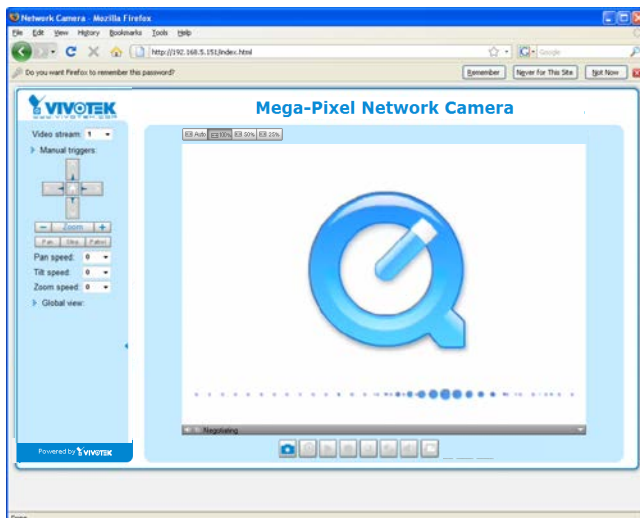 Network Camera - Mozilla Firefox
File Edit View History Bookmarks Tools Help
http://192.168.5.151/index.html
Google
Do you want Firefox to remember this password?
Remember Never for This Site Not Now
VIVOTEK
Mega-Pixel Network Camera
Video stream: 1
Auto 100% 50% 25%
Manual triggers:
Zoom
Pan Stop Patrol
Pan speed: 0
Tilt speed: 0
Zoom speed: 0
Global view:
Negotiating
Powered by VIVOTEK
Done